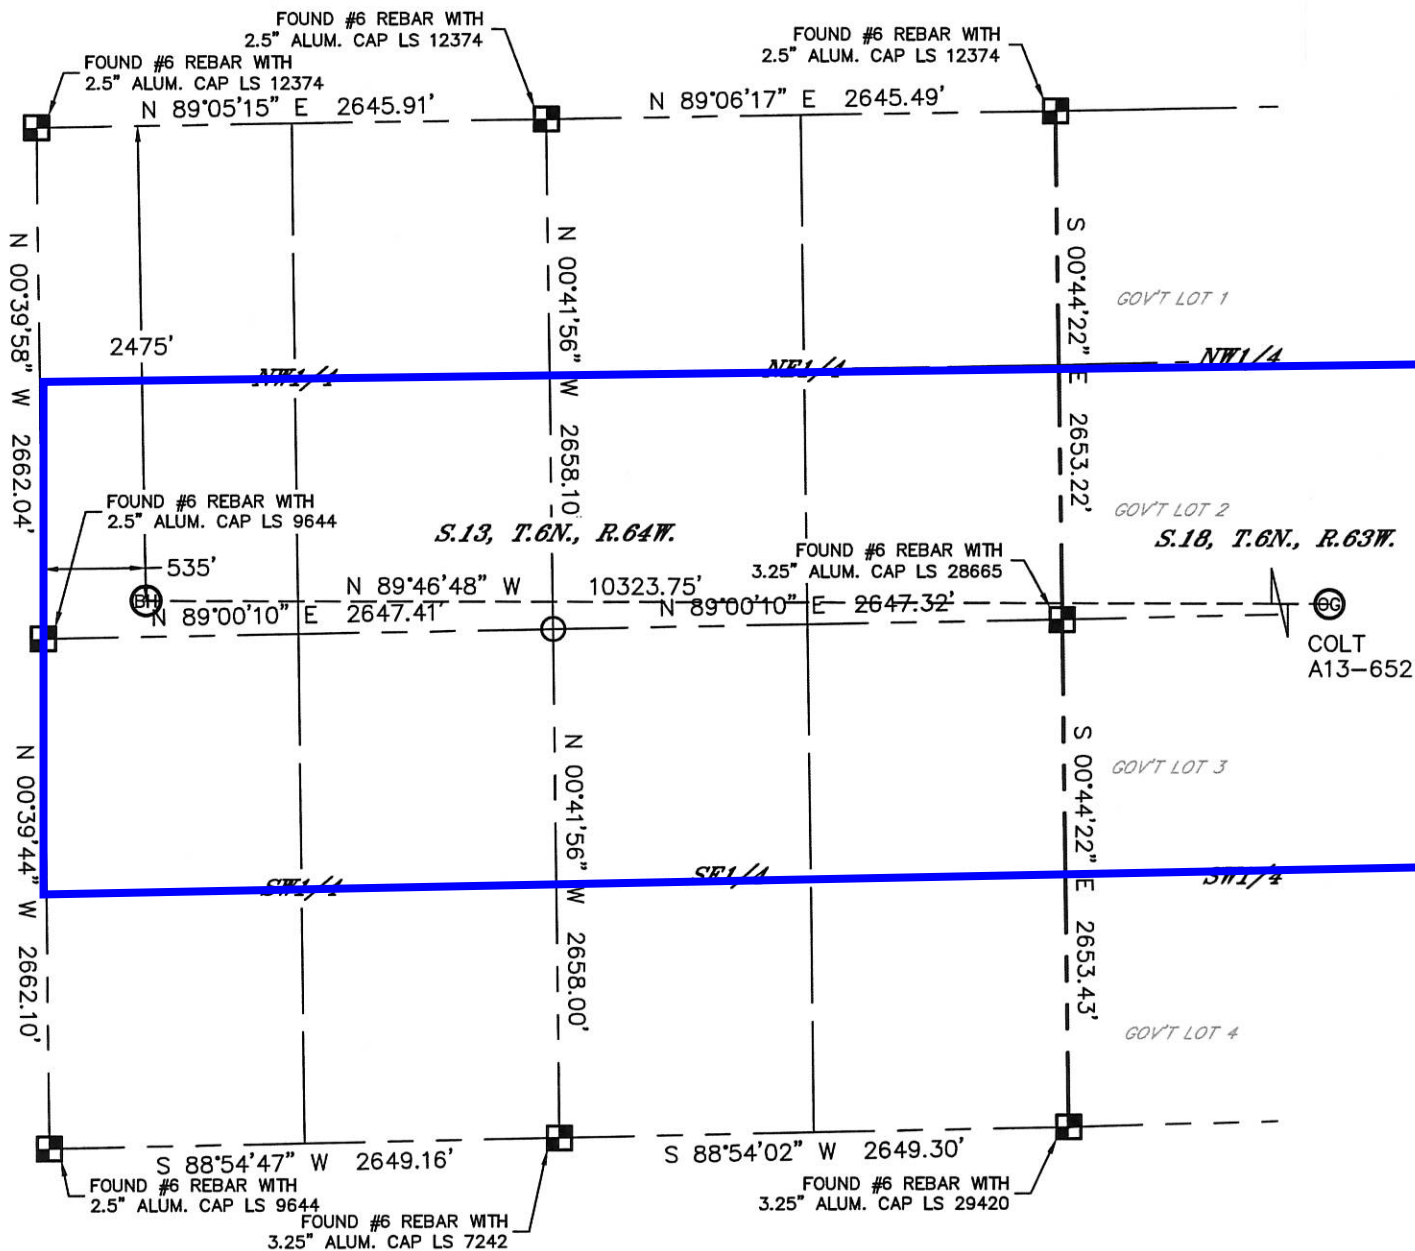 FOUND #6 REBAR WITH
2.5" ALUM. CAP LS 12374
FOUND #6 REBAR WITH
2.5" ALUM. CAP LS 12374
FOUND #6 REBAR WITH
2.5" ALUM. CAP LS 12374
N 89°05'15" E 2645.91'
N 89°06'17" E 2645.49'
N 00°39'58" W 2662.04'
N 00°41'56" W 2658.10'
S 00°44'22" E 2653.22'
GOV'T LOT 1
2475'
NW1/4
NE1/4
NW1/4
FOUND #6 REBAR WITH
2.5" ALUM. CAP LS 9644
GOV'T LOT 2
S.13, T.6N., R.64W.
S.18, T.6N., R.63W.
FOUND #6 REBAR WITH
3.25" ALUM. CAP LS 28665
535'
N 89°46'48" W 10323.75'
BH
OG
N 89°00'10" E 2647.41'
N 89°00'10" E 2647.32'
COLT
A13-652
N 00°39'44" W 2662.10'
N 00°41'56" W 2658.00'
S 00°44'22" E 2653.43'
GOV'T LOT 3
SW1/4
SE1/4
SW1/4
GOV'T LOT 4
S 88°54'47" W 2649.16'
S 88°54'02" W 2649.30'
FOUND #6 REBAR WITH
2.5" ALUM. CAP LS 9644
FOUND #6 REBAR WITH
3.25" ALUM. CAP LS 7242
FOUND #6 REBAR WITH
3.25" ALUM. CAP LS 29420